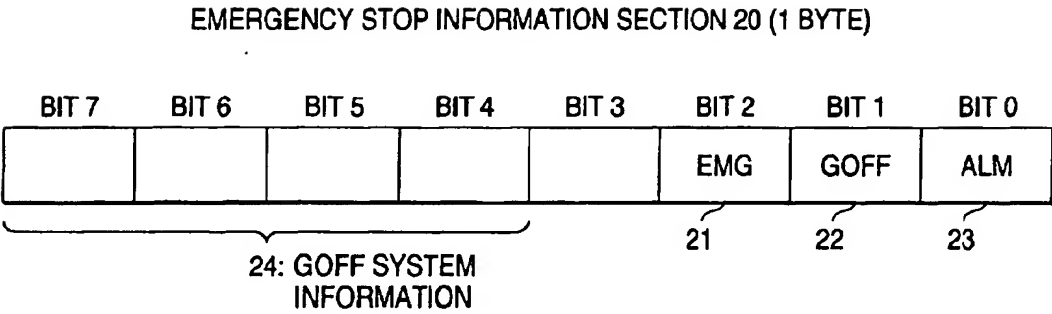 EMERGENCY STOP INFORMATION SECTION 20 (1 BYTE)
BIT 7 BIT 6 BIT 5 BIT 4 BIT 3 BIT 2 BIT 1 BIT 0
EMG GOFF ALM
21 22 23
24: GOFF SYSTEM
INFORMATION